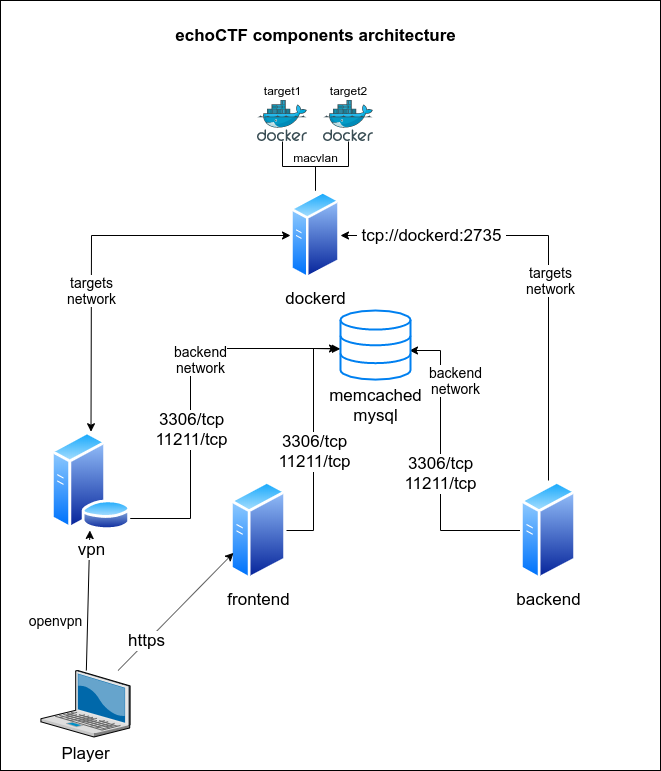 echoCTF components architecture
target1
target2
docker
docker
macvlan
tcp://dockerd:2735
targets
network
targets
network
dockerd
backend
network
memcached
mysql
backend
network
3306/tcp
11211/tcp
3306/tcp
11211/tcp
3306/tcp
11211/tcp
vpn
frontend
backend
openvpn
https
Player